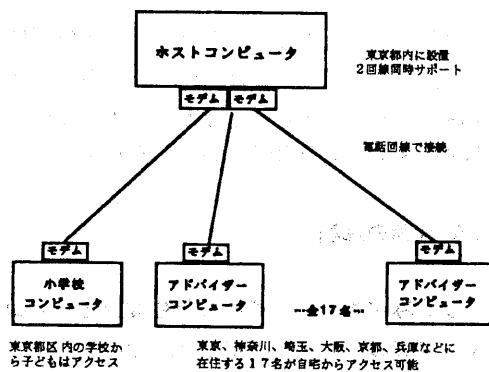 ホストコンピュータ
東京都内に設置
2回線同時サポート
モデム モデム
電話回線で接続
モデム モデム モデム
小学校
コンピュータ
アドバイザー
コンピュータ
---全17名---
アドバイザー
コンピュータ
東京都区内の学校か
ら子どもはアクセス
東京、神奈川、埼玉、大阪、京都、兵庫などに
在住する17名が自宅からアクセス可能